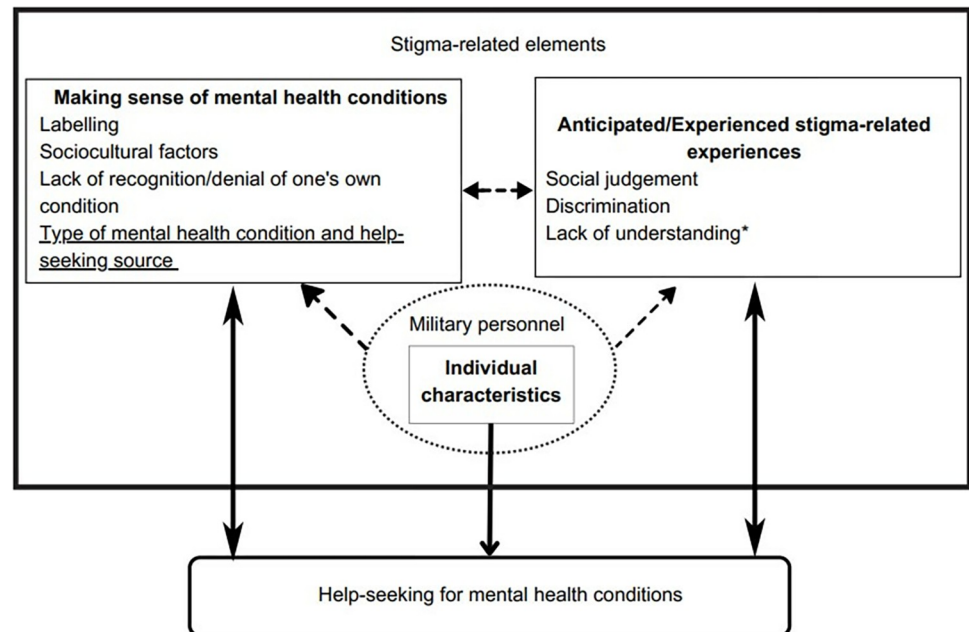 Stigma-related elements
Making sense of mental health conditions
Labelling
Sociocultural factors
Lack of recognition/denial of one's own
condition
Type of mental health condition and help-
seeking source
Anticipated/Experienced stigma-related
experiences
Social judgement
Discrimination
Lack of understanding*
Military personnel
Individual
characteristics
Help-seeking for mental health conditions